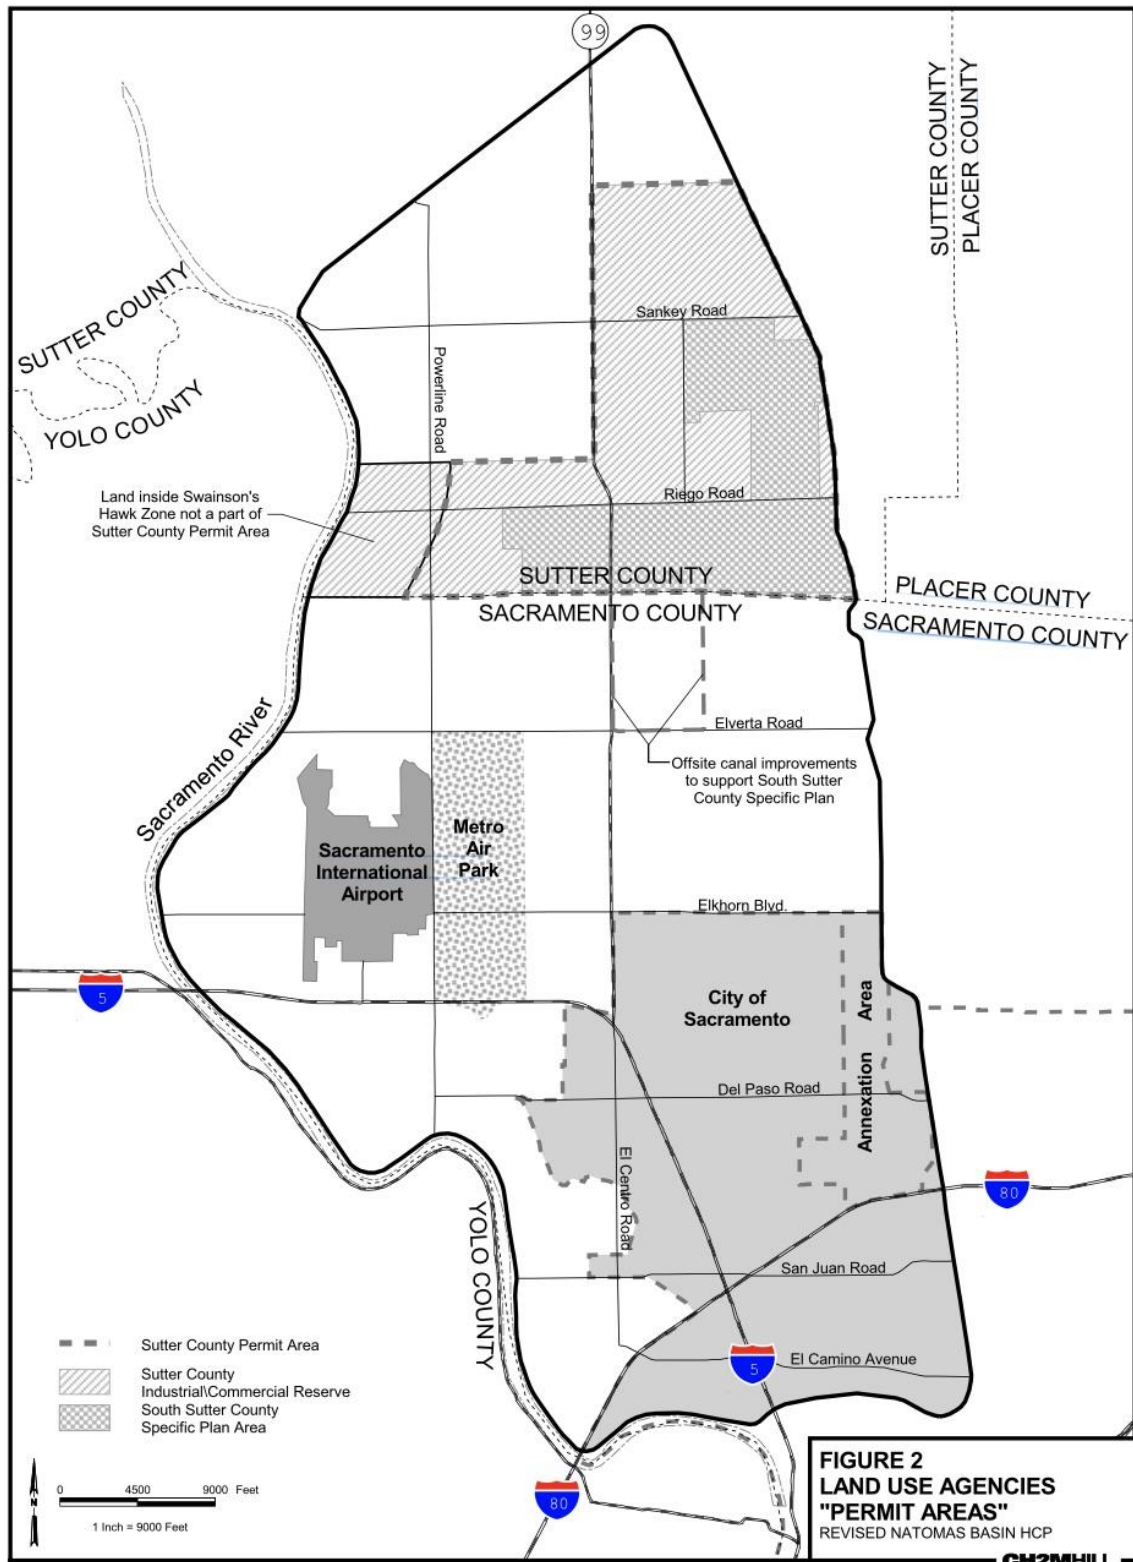 99
SUTTER COUNTY
PLACER COUNTY
SUTTER COUNTY
YOLO COUNTY
Sankey Road
Powerline Road
Land inside Swainson's
Hawk Zone not a part of
Sutter County Permit Area
Riego Road
SUTTER COUNTY
SACRAMENTO COUNTY
PLACER COUNTY
SACRAMENTO COUNTY
Sacramento River
Elverta Road
Offsite canal improvements
to support South Sutter
County Specific Plan
Metro
Air
Park
Sacramento
International
Airport
Elkhorn Blvd.
5
City of
Sacramento
Annexation Area
Del Paso Road
El Centro Road
80
YOLO COUNTY
San Juan Road
5
El Camino Avenue
Sutter County Permit Area
Sutter County
Industrial\Commercial Reserve
South Sutter County
Specific Plan Area
N
0 4500 9000 Feet
1 Inch = 9000 Feet
80
FIGURE 2
LAND USE AGENCIES
"PERMIT AREAS"
REVISED NATOMAS BASIN HCP
CH2MHILL